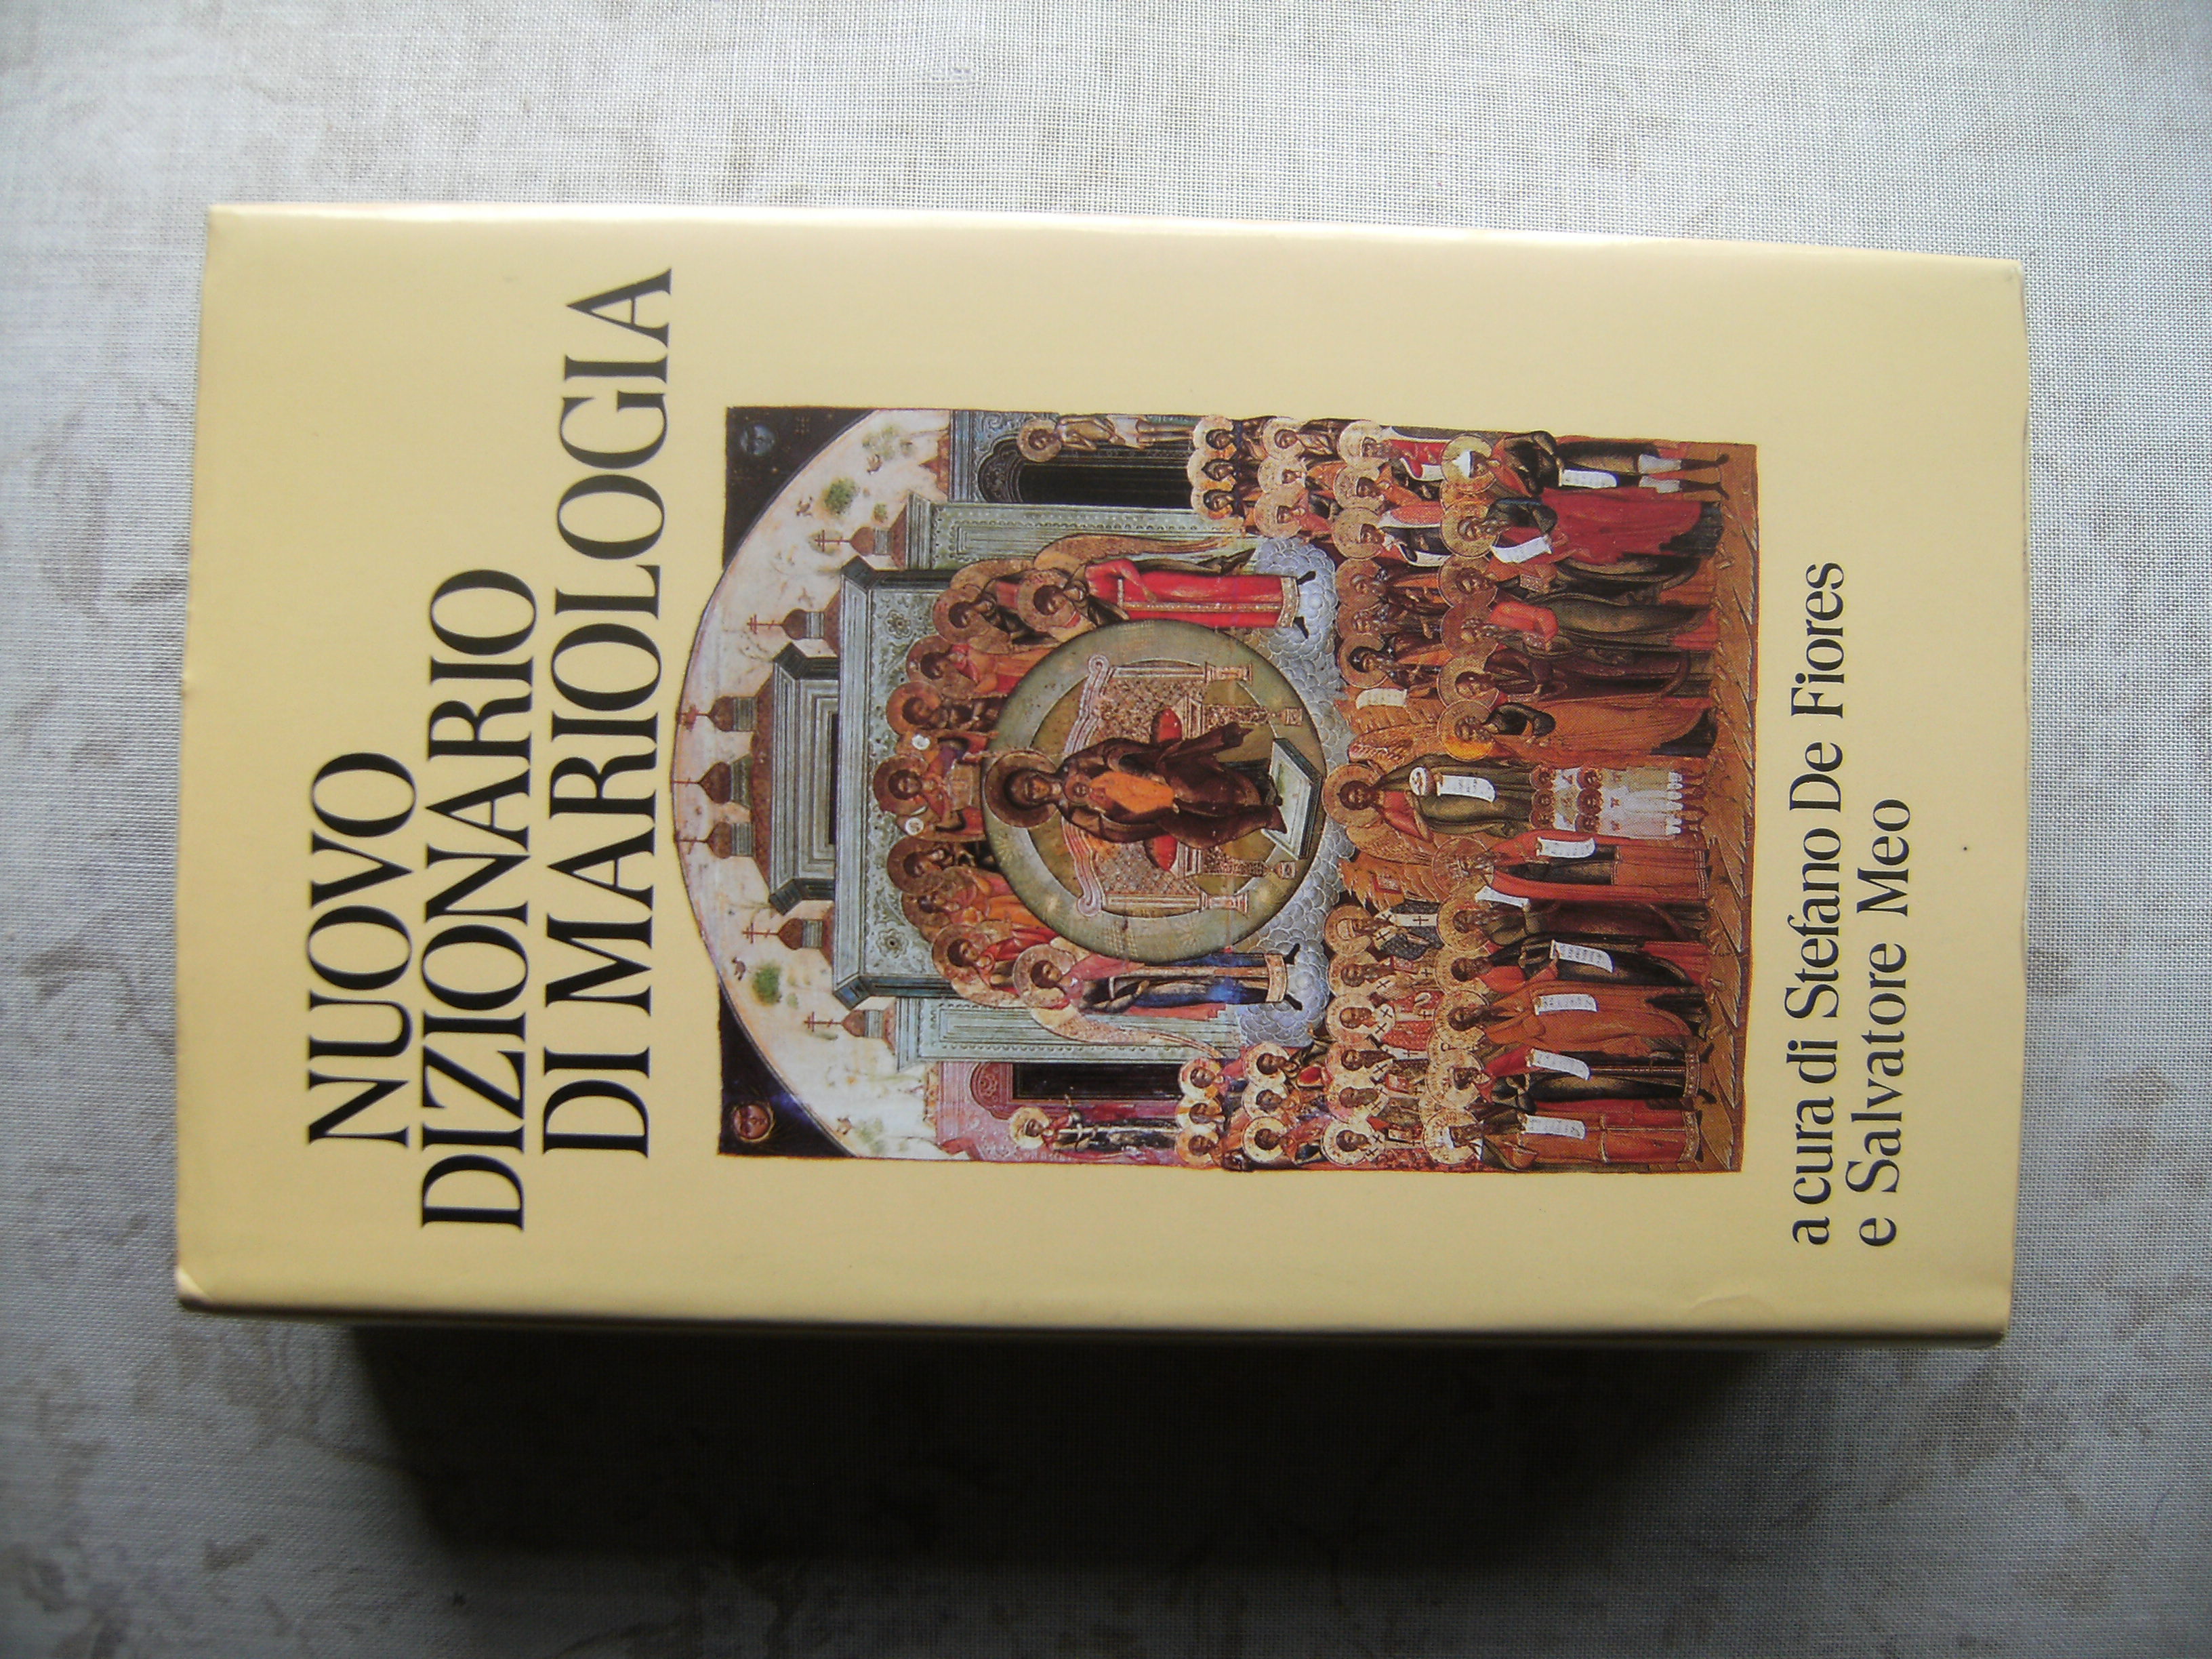 NUOVO
DIZIONARIO
DI MARIOLOGIA
a cura di Stefano De Fiores
e Salvatore Meo